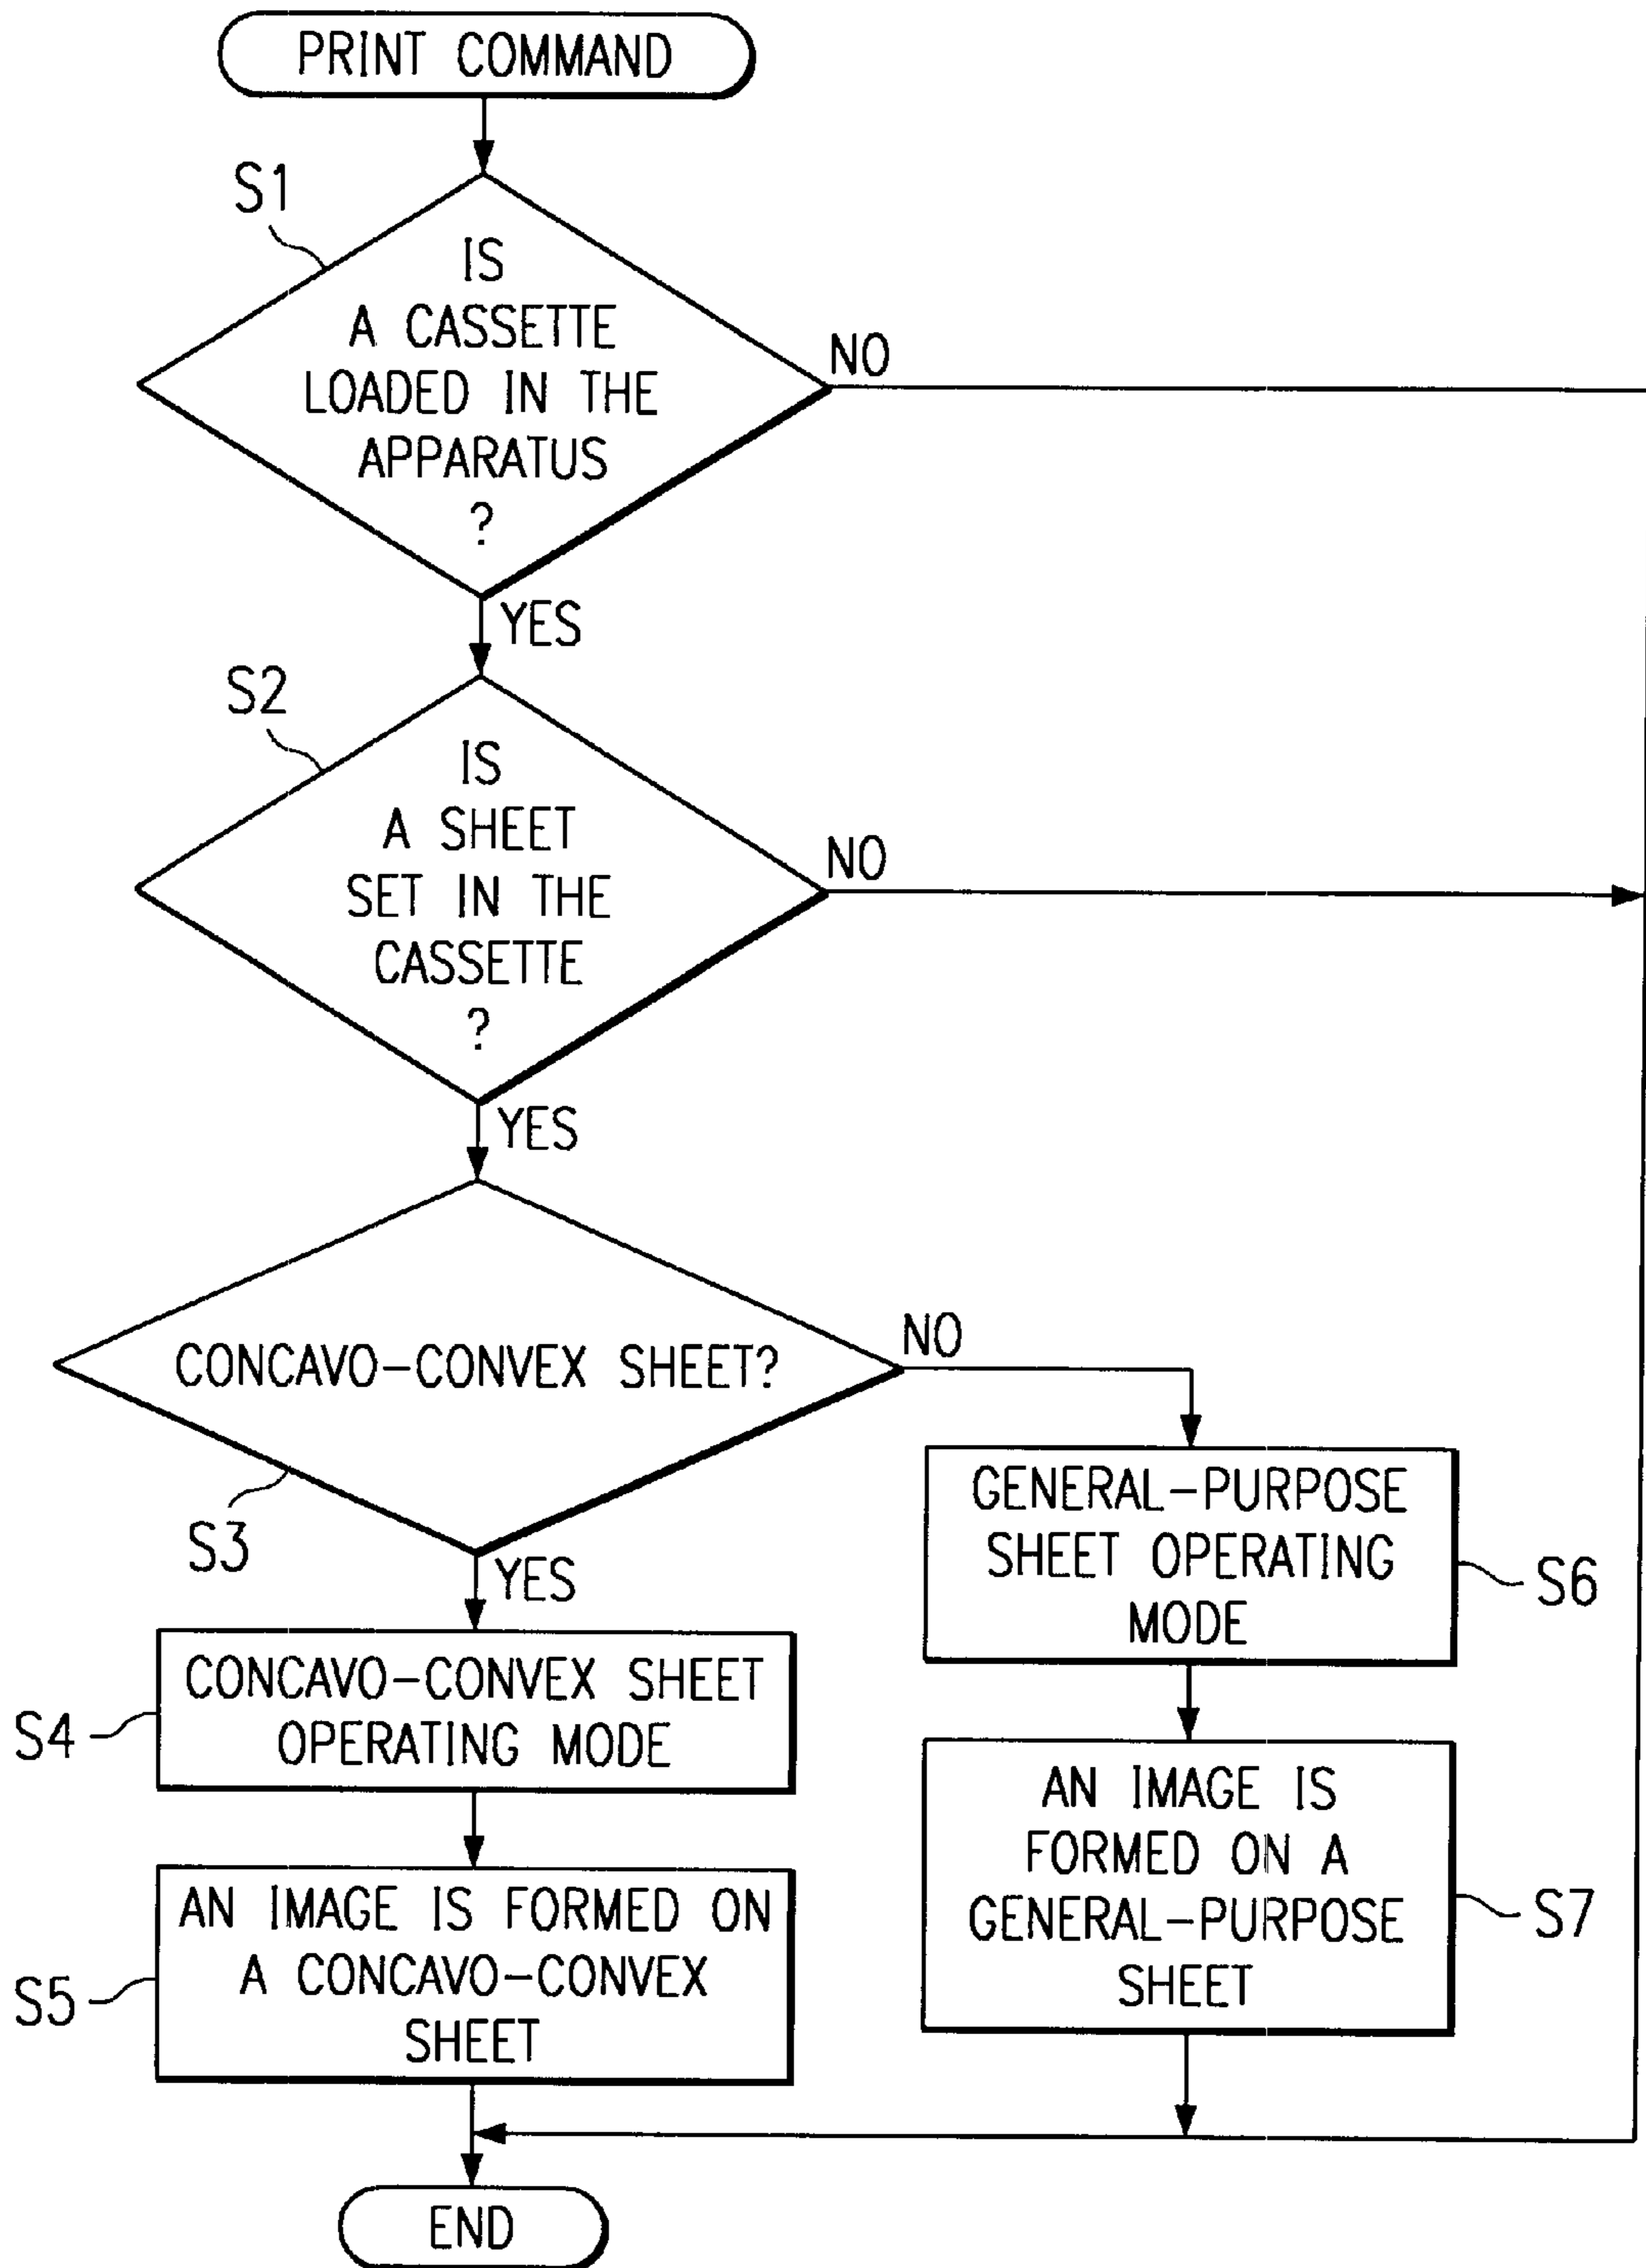 PRINT COMMAND
S1
IS
A CASSETTE
LOADED IN THE
APPARATUS
?
NO
YES
S2
IS
A SHEET
SET IN THE
CASSETTE
?
NO
YES
CONCAVO-CONVEX SHEET?
NO
S3
YES
GENERAL-PURPOSE
SHEET OPERATING
MODE
S6
CONCAVO-CONVEX SHEET
OPERATING MODE
S4
AN IMAGE IS
FORMED ON A
GENERAL-PURPOSE
SHEET
S7
AN IMAGE IS FORMED ON
A CONCAVO-CONVEX
SHEET
S5
END